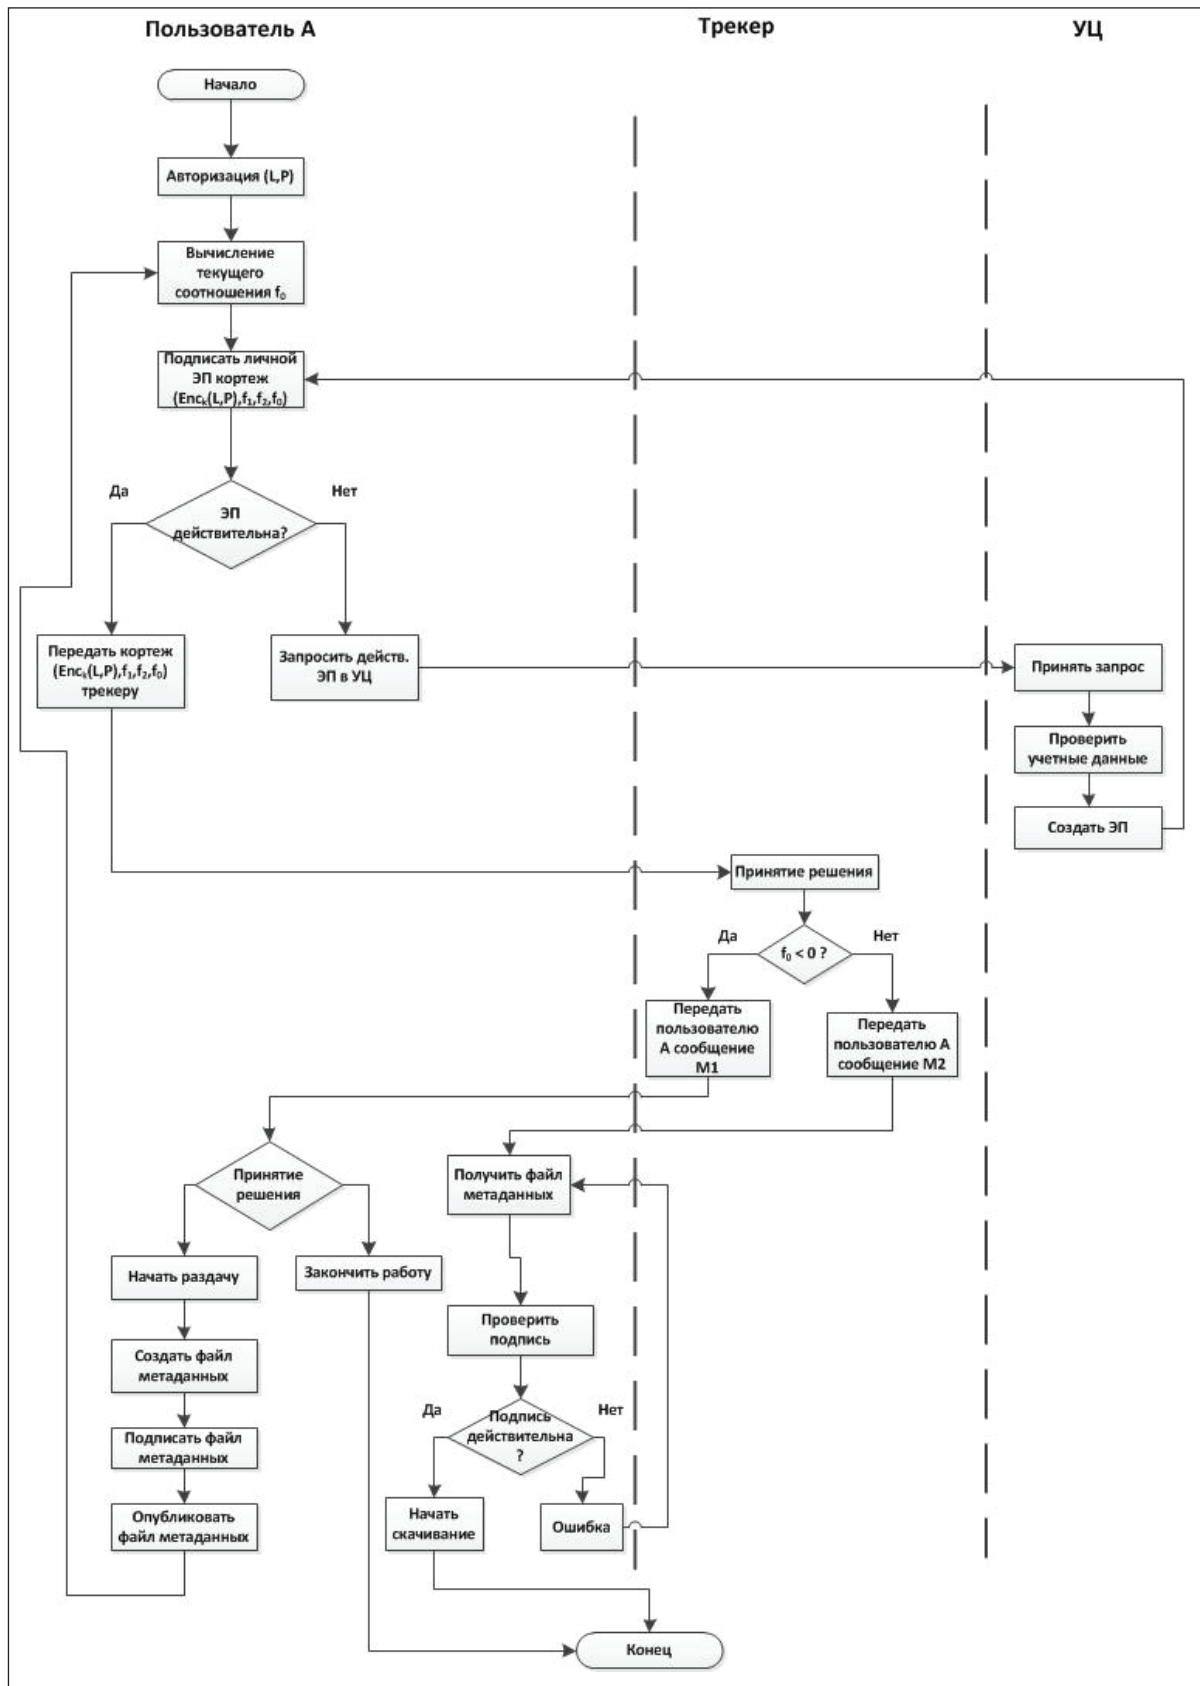 Пользователь А
Трекер
УЦ
Начало
Авторизация (L,P)
Вычисление
текущего
соотношения f₀
Подписать личной
ЭП кортеж
(Encₖ(L,P),f₁,f₂,f₀)
Да
Нет
ЭП
действительна?
Передать кортеж
(Encₖ(L,P),f₁,f₂,f₀)
трекеру
Запросить действ.
ЭП в УЦ
Принять запрос
Проверить
учетные данные
Создать ЭП
Принятие решения
Да
Нет
f₀ < 0 ?
Передать
пользователю
А сообщение
М1
Передать
пользователю А
сообщение М2
Принятие
решения
Получить файл
метаданных
Начать раздачу
Закончить работу
Проверить
подпись
Создать файл
метаданных
Да
Нет
Подпись
действительна
?
Подписать файл
метаданных
Опубликовать
файл метаданных
Начать
скачивание
Ошибка
Конец